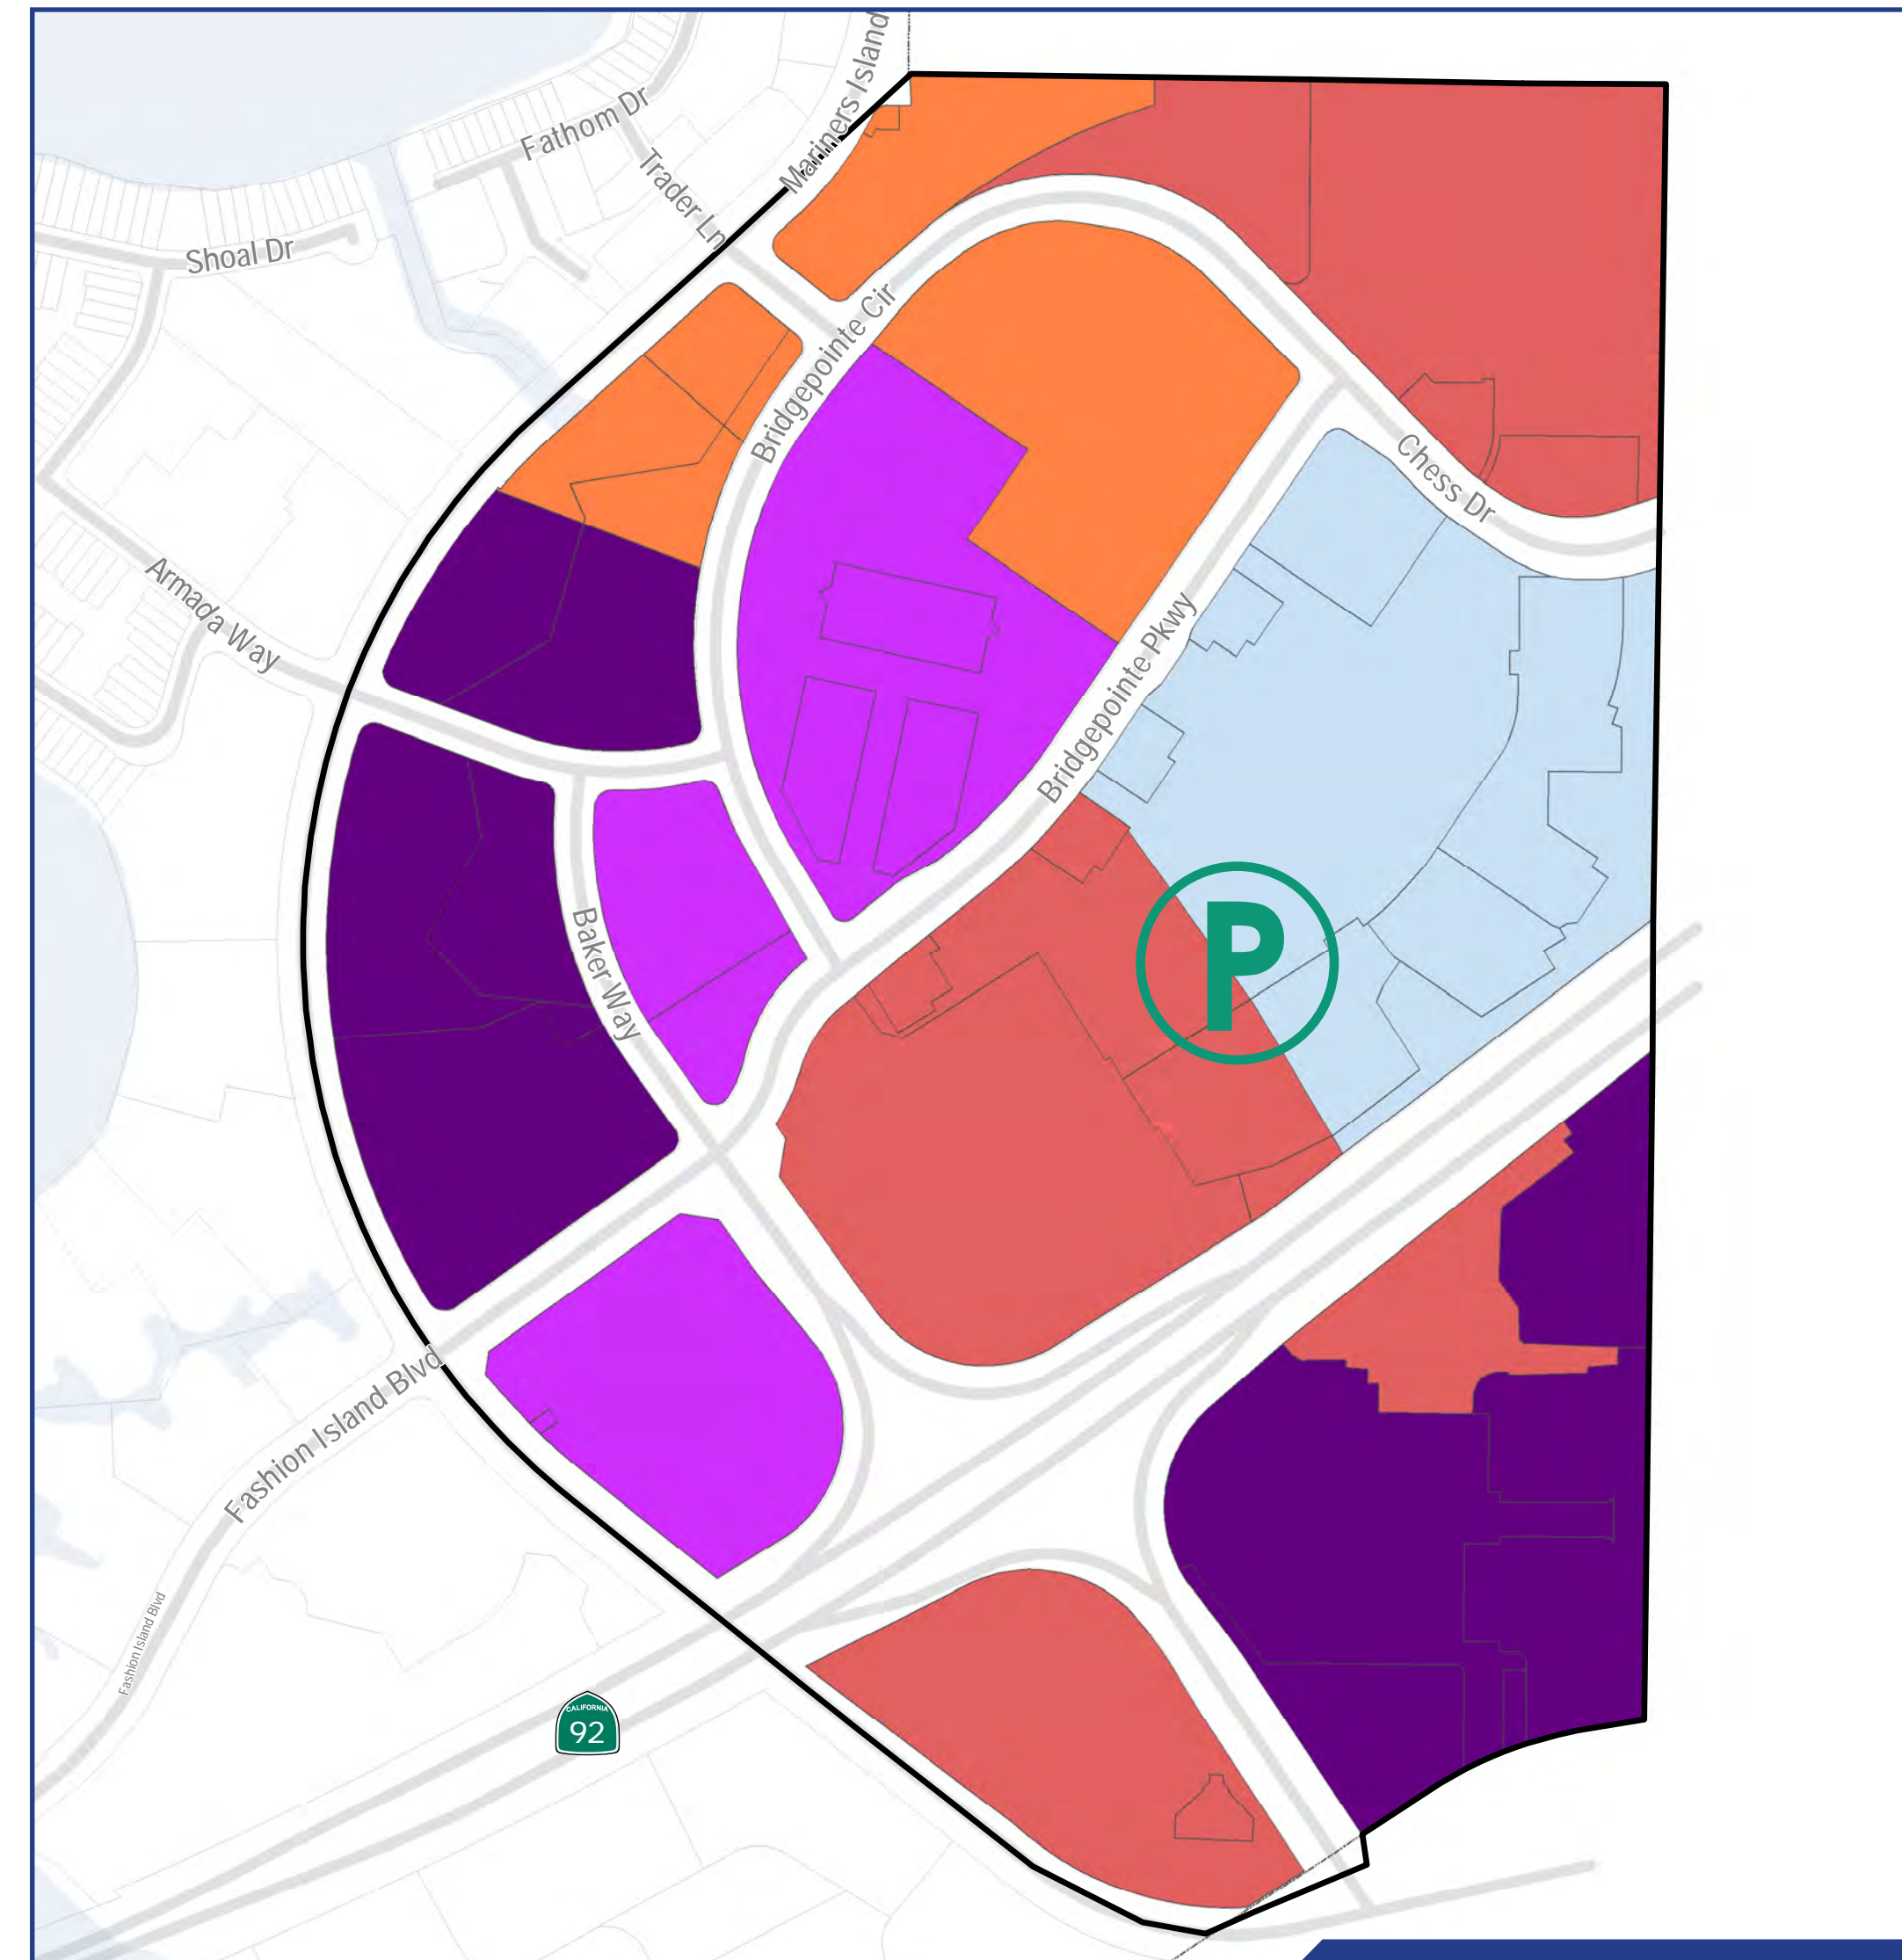 Mariners Island
Fathom Dr
Trader Ln
Shoal Dr
Bridgepointe Cir
Chess Dr
Armada Way
Bridgepointe Pkwy
P
Baker Way
Fashion Island Blvd
Fashion Island Blvd
CALIFORNIA
92